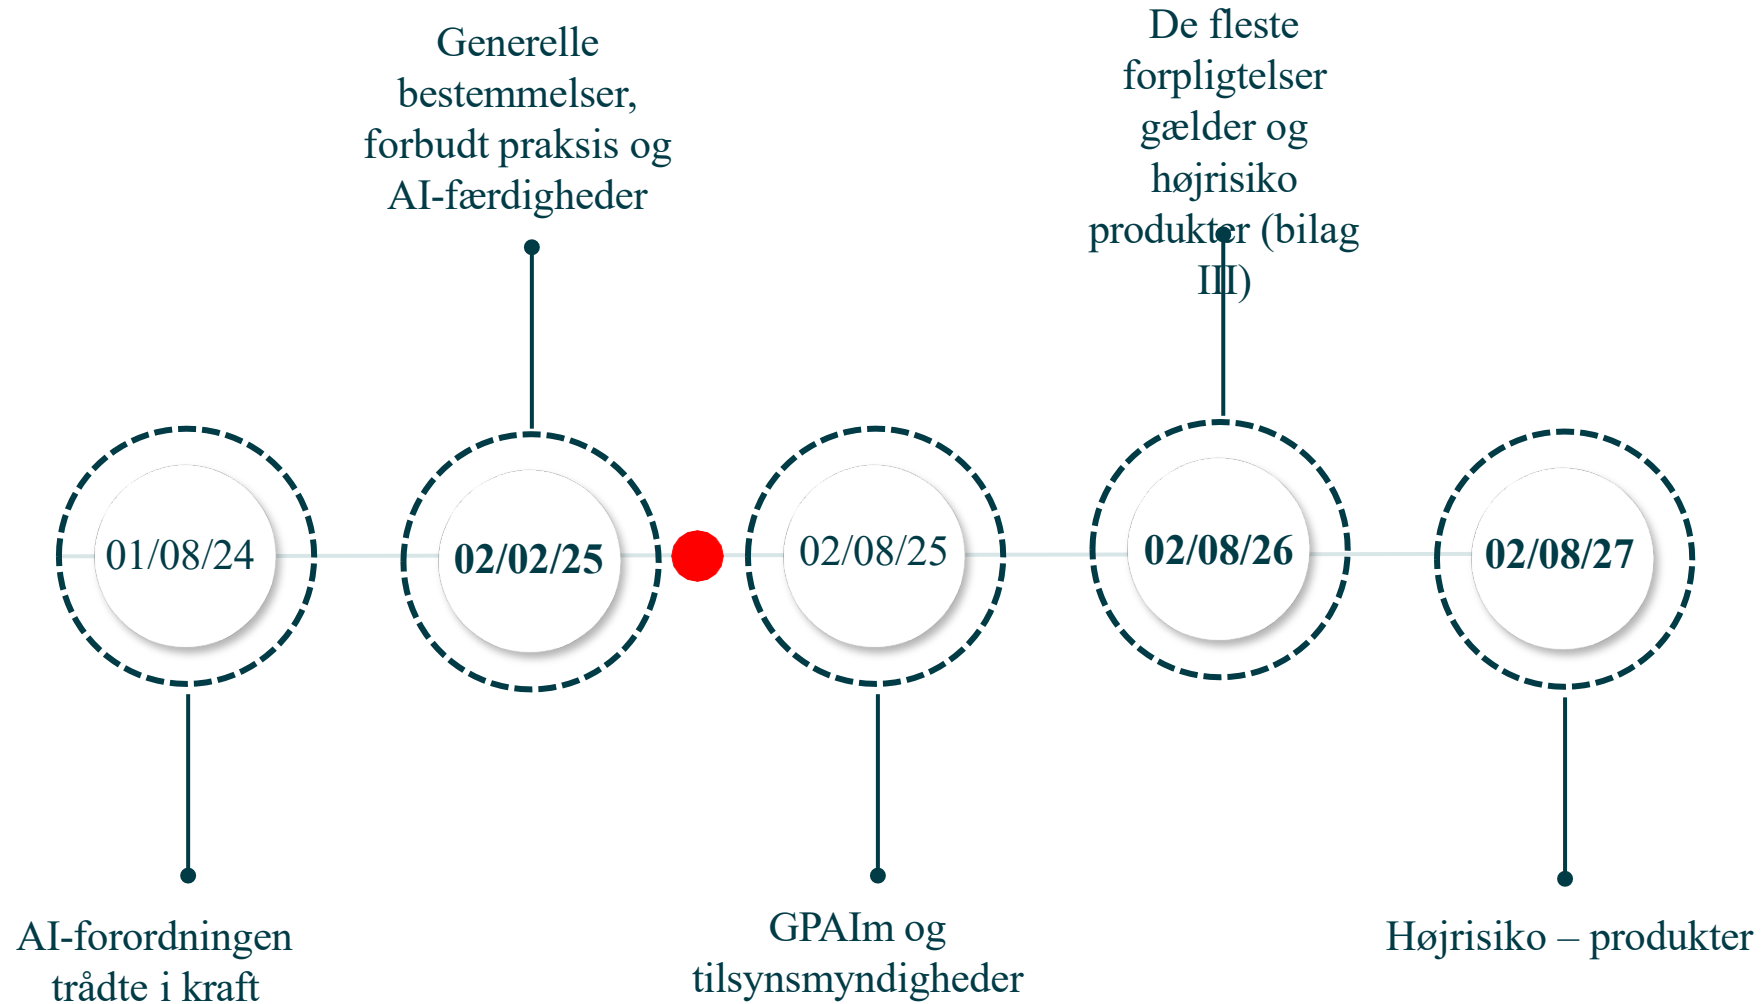 Generelle
bestemmelser,
forbudt praksis og
AI-færdigheder
De fleste
forpligtelser
gælder og
højrisiko
produkter (bilag
III)
01/08/24
02/02/25
02/08/25
02/08/26
02/08/27
AI-forordningen
trådte i kraft
GPAIm og
tilsynsmyndigheder
Højrisiko – produkter